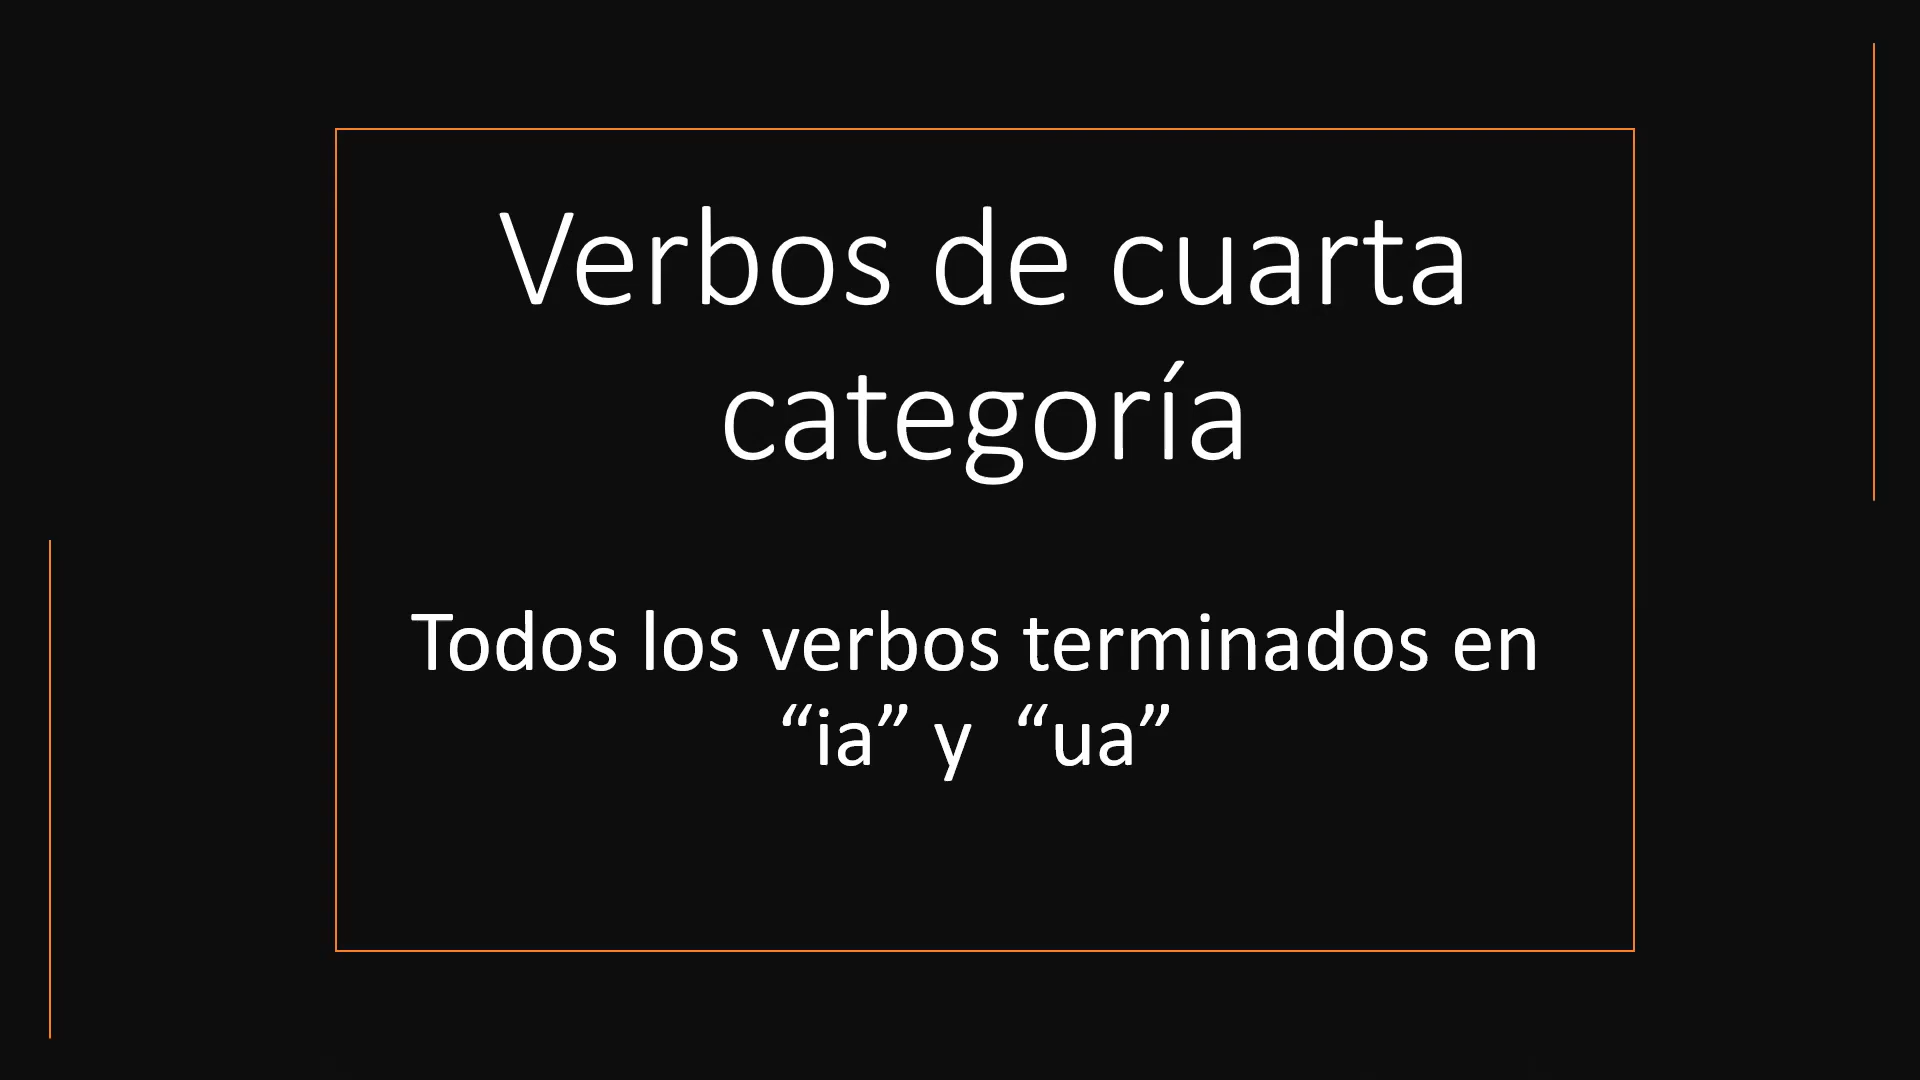 Verbos de cuarta
categoría
Todos los verbos terminados en
“ia” y  “ua”